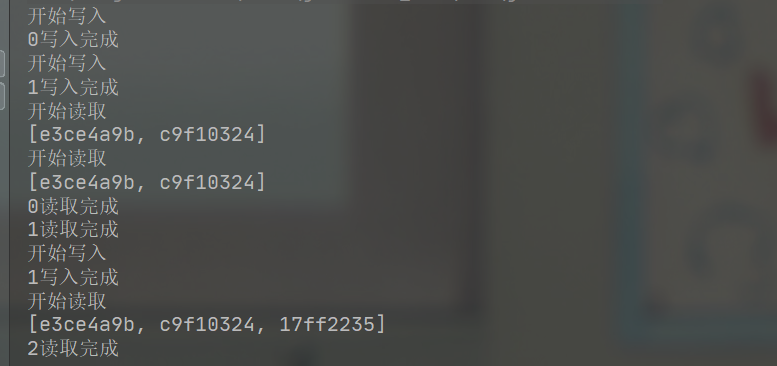 开始写入
0写入完成
开始写入
1写入完成
开始读取
[e3ce4a9b, c9f10324]
开始读取
[e3ce4a9b, c9f10324]
0读取完成
1读取完成
开始写入
1写入完成
开始读取
[e3ce4a9b, c9f10324, 17ff2235]
2读取完成